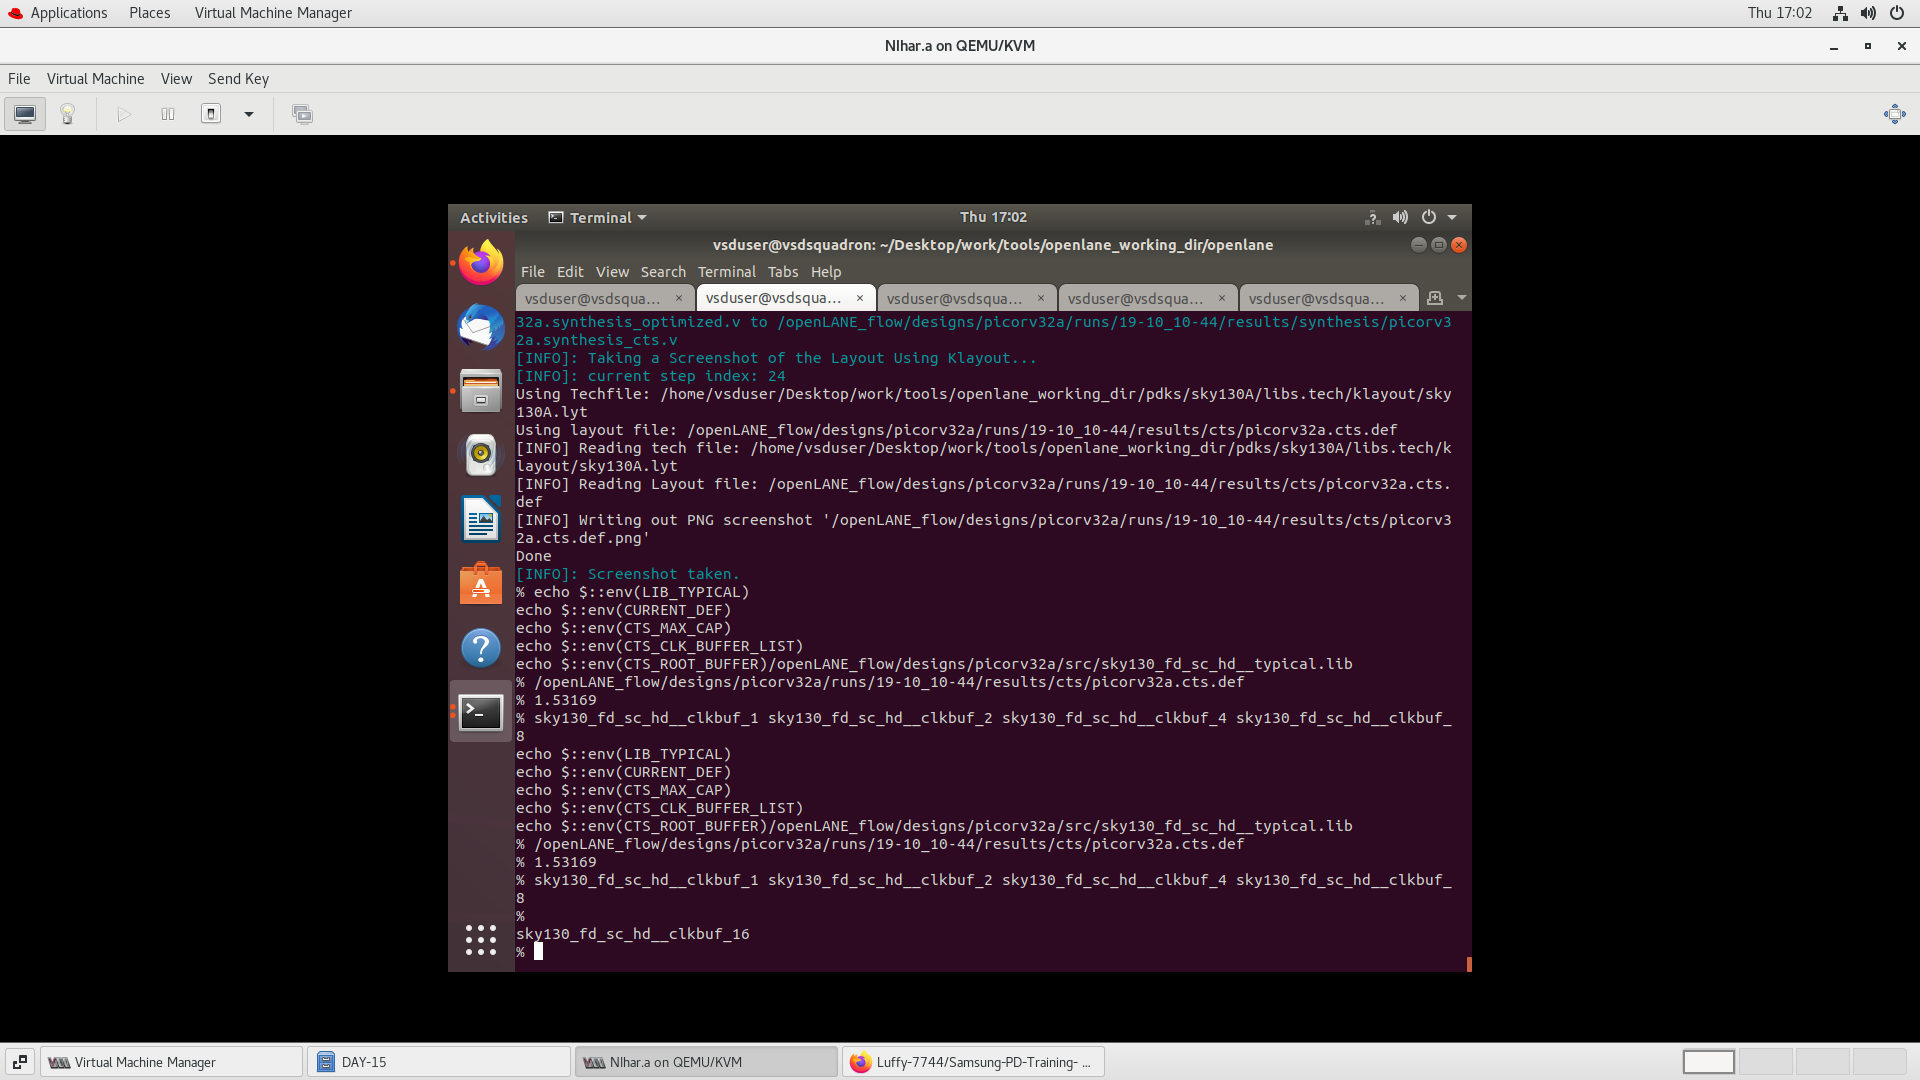 Applications Places Virtual Machine Manager Thu 17:02
NIhar.a on QEMU/KVM
File Virtual Machine View Send Key
Activities Terminal Thu 17:02
vsduser@vsdsquadron: ~/Desktop/work/tools/openlane_working_dir/openlane
File Edit View Search Terminal Tabs Help
vsduser@vsdsqua... × vsduser@vsdsqua... × vsduser@vsdsqua... × vsduser@vsdsqua... × vsduser@vsdsqua... ×
32a.synthesis_optimized.v to /openLANE_flow/designs/picorv32a/runs/19-10_10-44/results/synthesis/picorv3
2a.synthesis_cts.v
[INFO]: Taking a Screenshot of the Layout Using Klayout...
[INFO]: current step index: 24
Using Techfile: /home/vsduser/Desktop/work/tools/openlane_working_dir/pdks/sky130A/libs.tech/klayout/sky
130A.lyt
Using layout file: /openLANE_flow/designs/picorv32a/runs/19-10_10-44/results/cts/picorv32a.cts.def
[INFO] Reading tech file: /home/vsduser/Desktop/work/tools/openlane_working_dir/pdks/sky130A/libs.tech/k
layout/sky130A.lyt
[INFO] Reading Layout file: /openLANE_flow/designs/picorv32a/runs/19-10_10-44/results/cts/picorv32a.cts.
def
[INFO] Writing out PNG screenshot '/openLANE_flow/designs/picorv32a/runs/19-10_10-44/results/cts/picorv3
2a.cts.def.png'
Done
[INFO]: Screenshot taken.
% echo $::env(LIB_TYPICAL)
echo $::env(CURRENT_DEF)
echo $::env(CTS_MAX_CAP)
echo $::env(CTS_CLK_BUFFER_LIST)
echo $::env(CTS_ROOT_BUFFER)/openLANE_flow/designs/picorv32a/src/sky130_fd_sc_hd__typical.lib
% /openLANE_flow/designs/picorv32a/runs/19-10_10-44/results/cts/picorv32a.cts.def
% 1.53169
% sky130_fd_sc_hd__clkbuf_1 sky130_fd_sc_hd__clkbuf_2 sky130_fd_sc_hd__clkbuf_4 sky130_fd_sc_hd__clkbuf_
8
echo $::env(LIB_TYPICAL)
echo $::env(CURRENT_DEF)
echo $::env(CTS_MAX_CAP)
echo $::env(CTS_CLK_BUFFER_LIST)
echo $::env(CTS_ROOT_BUFFER)/openLANE_flow/designs/picorv32a/src/sky130_fd_sc_hd__typical.lib
% /openLANE_flow/designs/picorv32a/runs/19-10_10-44/results/cts/picorv32a.cts.def
% 1.53169
% sky130_fd_sc_hd__clkbuf_1 sky130_fd_sc_hd__clkbuf_2 sky130_fd_sc_hd__clkbuf_4 sky130_fd_sc_hd__clkbuf_
8
%
sky130_fd_sc_hd__clkbuf_16
%
Virtual Machine Manager DAY-15 NIhar.a on QEMU/KVM Luffy-7744/Samsung-PD-Training- ...